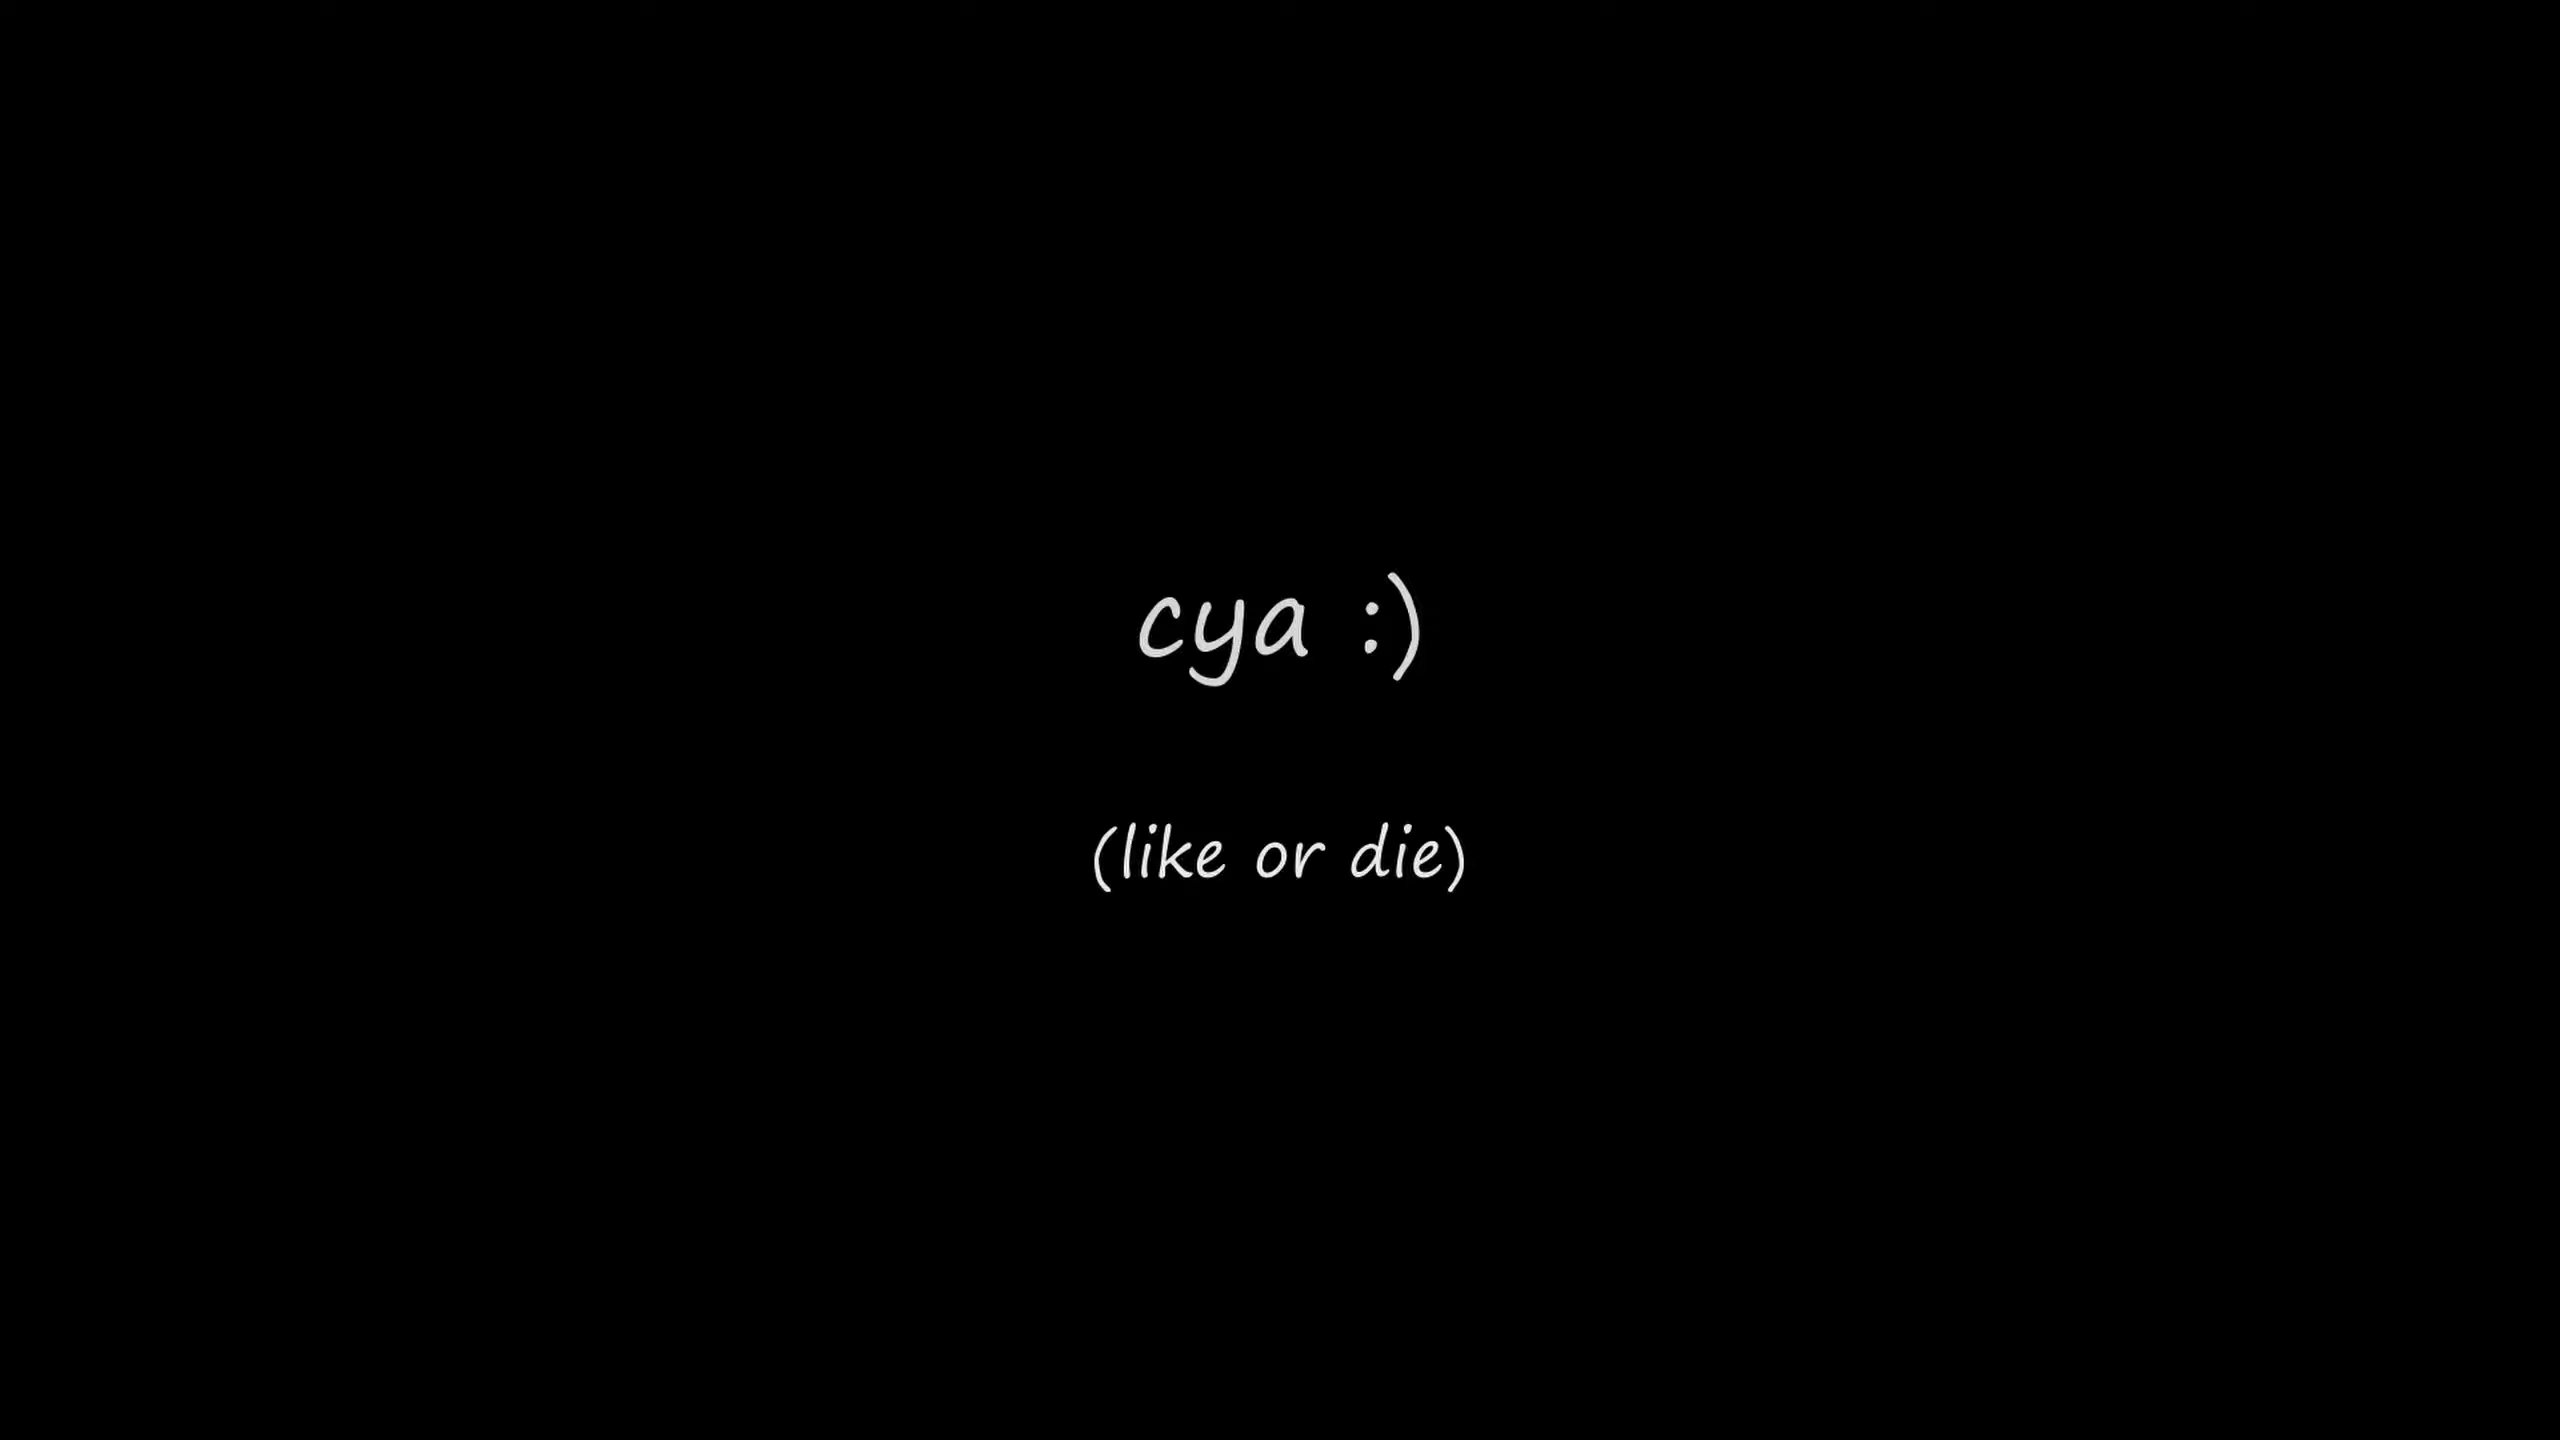 cya :)
(like or die)